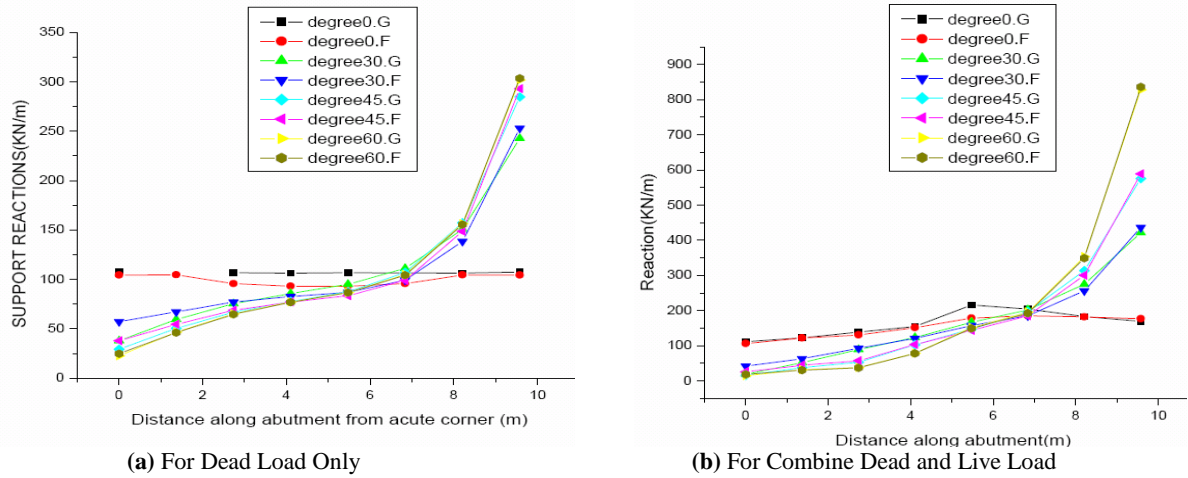 degree0.G
degree0.F
degree30.G
degree30.F
degree45.G
degree45.F
degree60.G
degree60.F
350
300
250
200
150
100
50
0
SUPPORT REACTIONS(KN/m)
0 2 4 6 8 10
Distance along abutment from acute corner (m)
(a) For Dead Load Only
degree0.G
degree0.F
degree30.G
degree30.F
degree45.G
degree45.F
degree60.G
degree60.F
900
800
700
600
500
400
300
200
100
0
Reaction(KN/m)
0 2 4 6 8 10
Distance along abutment(m)
(b) For Combine Dead and Live Load